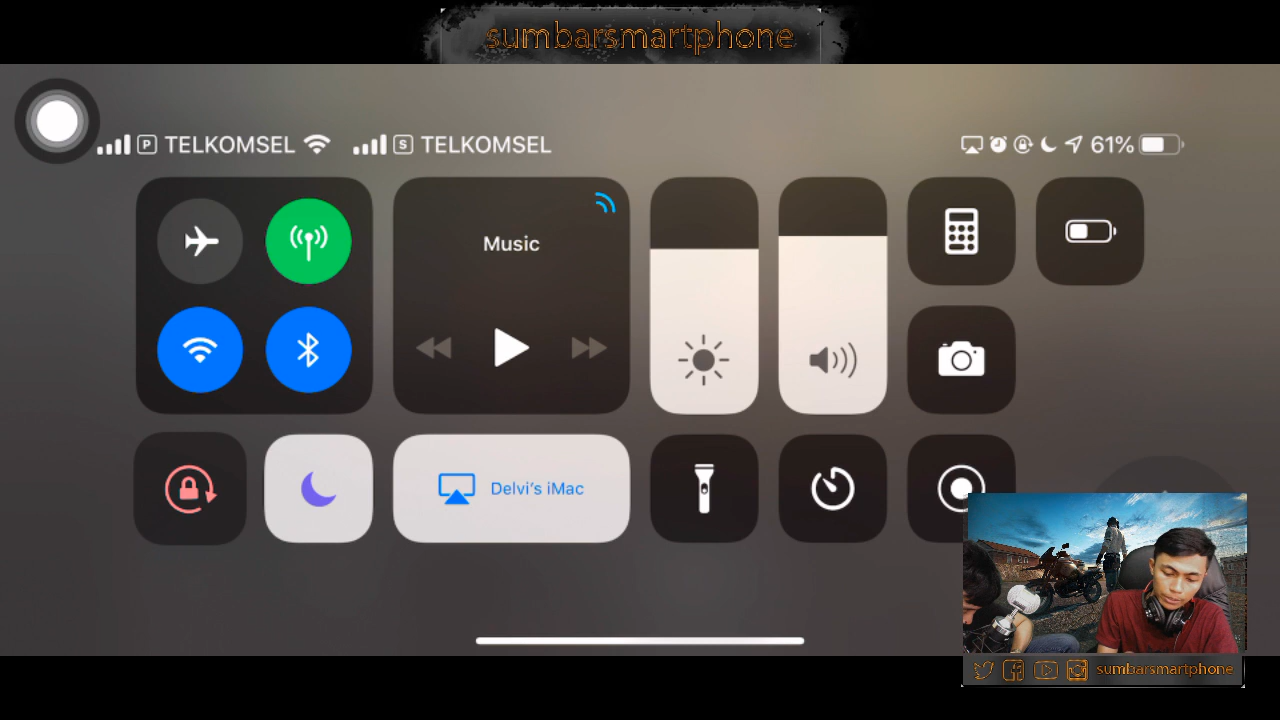 sumbarsmartphone
P TELKOMSEL S TELKOMSEL 61%
Music
Delvi's iMac
sumbarsmartphone